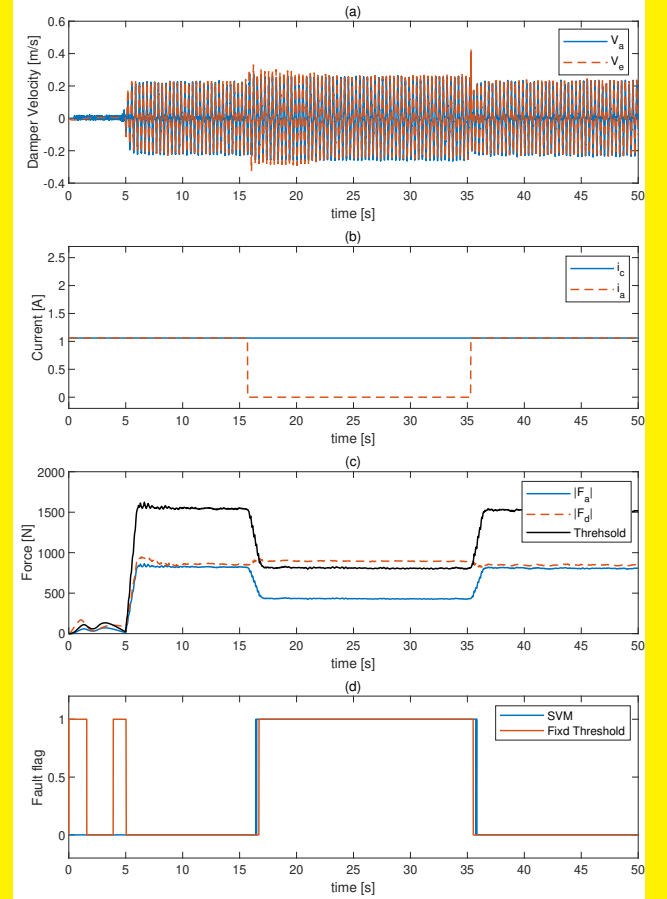 (a)
0.6
0.4
0.2
0
-0.2
-0.4
Damper Velocity [m/s]
V_a
V_e
0 5 10 15 20 25 30 35 40 45 50
time [s]
(b)
2.5
2
1.5
1
0.5
0
Current [A]
i_c
i_a
0 5 10 15 20 25 30 35 40 45 50
time [s]
(c)
2000
1500
1000
500
0
Force [N]
|F_a|
|F_d|
Threhsold
0 5 10 15 20 25 30 35 40 45 50
time [s]
(d)
1
0.5
0
Fault flag
SVM
Fixd Threshold
0 5 10 15 20 25 30 35 40 45 50
time [s]